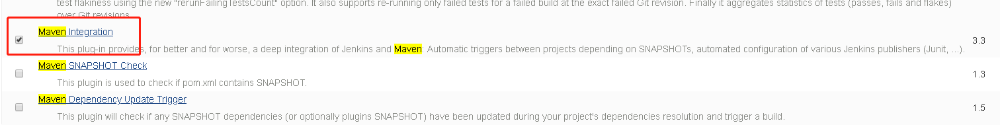 test flakiness using the new "rerunFailingTestsCount" option. It also supports re-running only failed tests for a failed build at the exact failed Git revision. Finally it aggregates statistics of tests (passes, fails and flakes)
over Git revisions.
Maven Integration
This plug-in provides, for better and for worse, a deep integration of Jenkins and Maven: Automatic triggers between projects depending on SNAPSHOTs, automated configuration of various Jenkins publishers (Junit, ...).
3.3
Maven SNAPSHOT Check
This plugin is used to check if pom.xml contains SNAPSHOT.
1.3
Maven Dependency Update Trigger
This plugin will check if any SNAPSHOT dependencies (or optionally plugins SNAPSHOT) have been updated during your project's dependencies resolution and trigger a build.
1.5